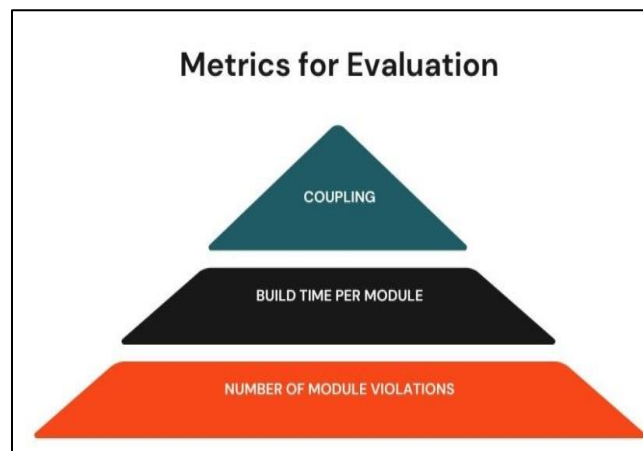 Metrics for Evaluation
COUPLING
BUILD TIME PER MODULE
NUMBER OF MODULE VIOLATIONS